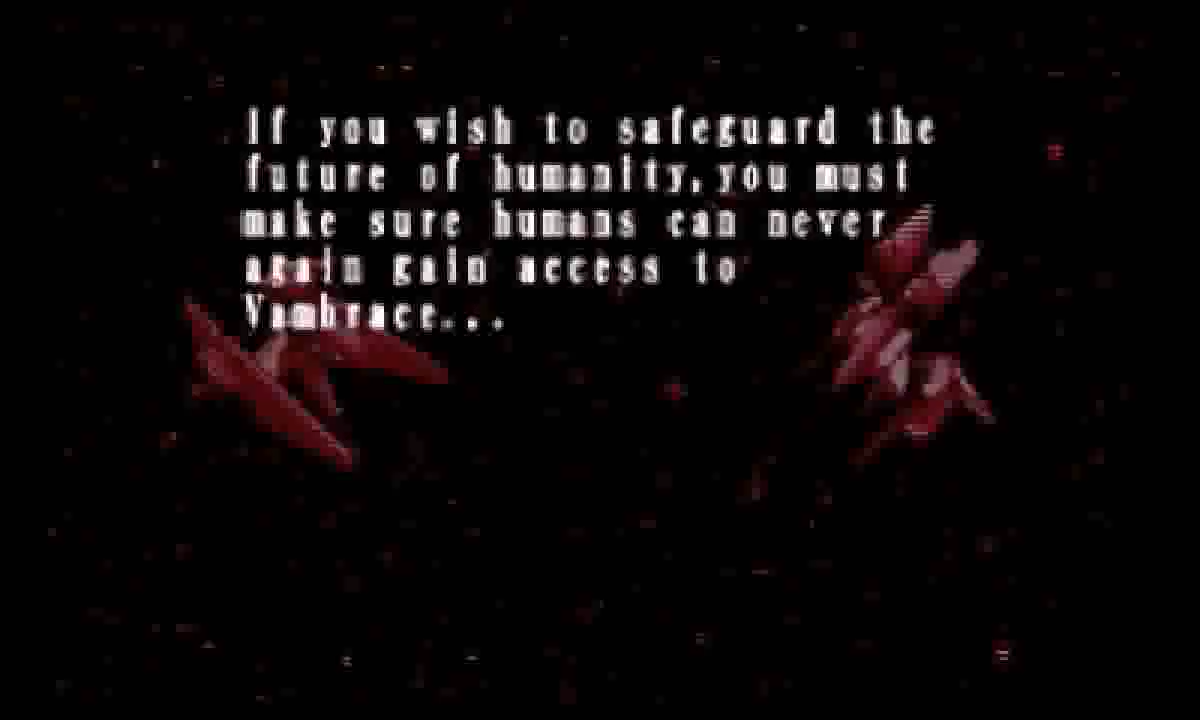 If you wish to safeguard the
future of humanity,you must
make sure humans can never
again gain access to
Vambrace...